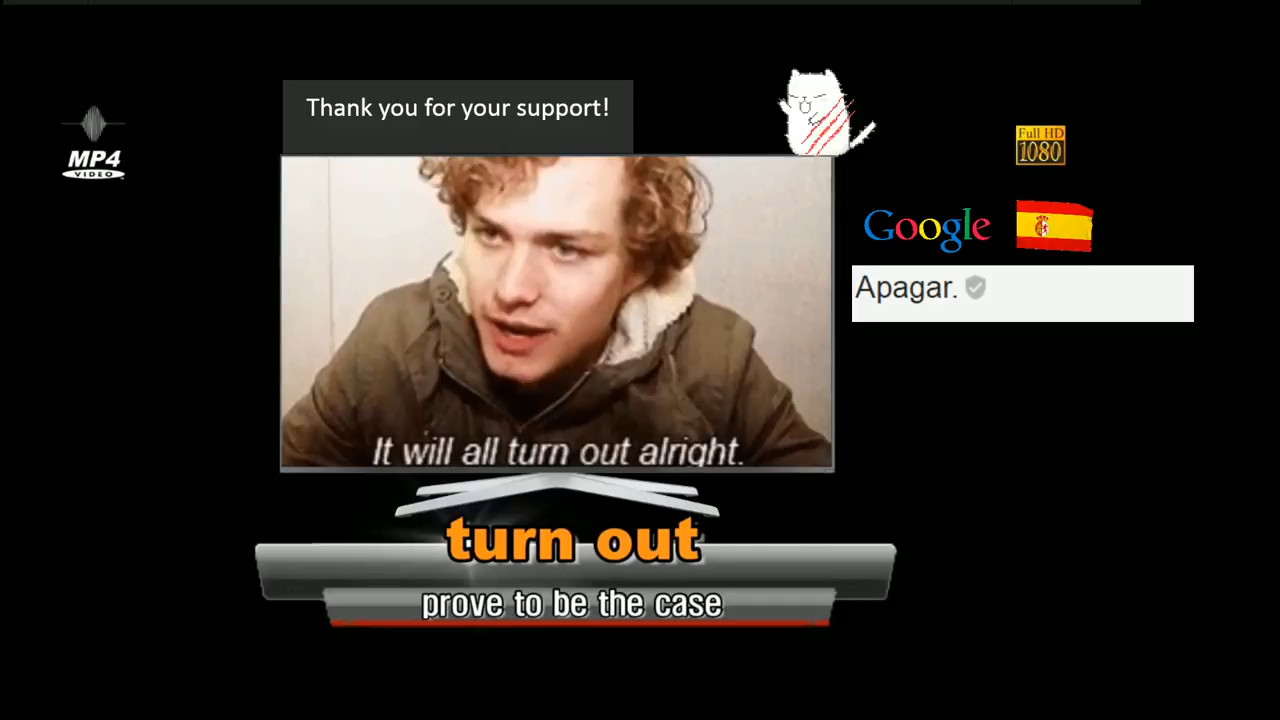 Thank you for your support!
MP4
VIDEO
Full HD
1080
Google
Apagar.
It will all turn out alright.
turn out
prove to be the case